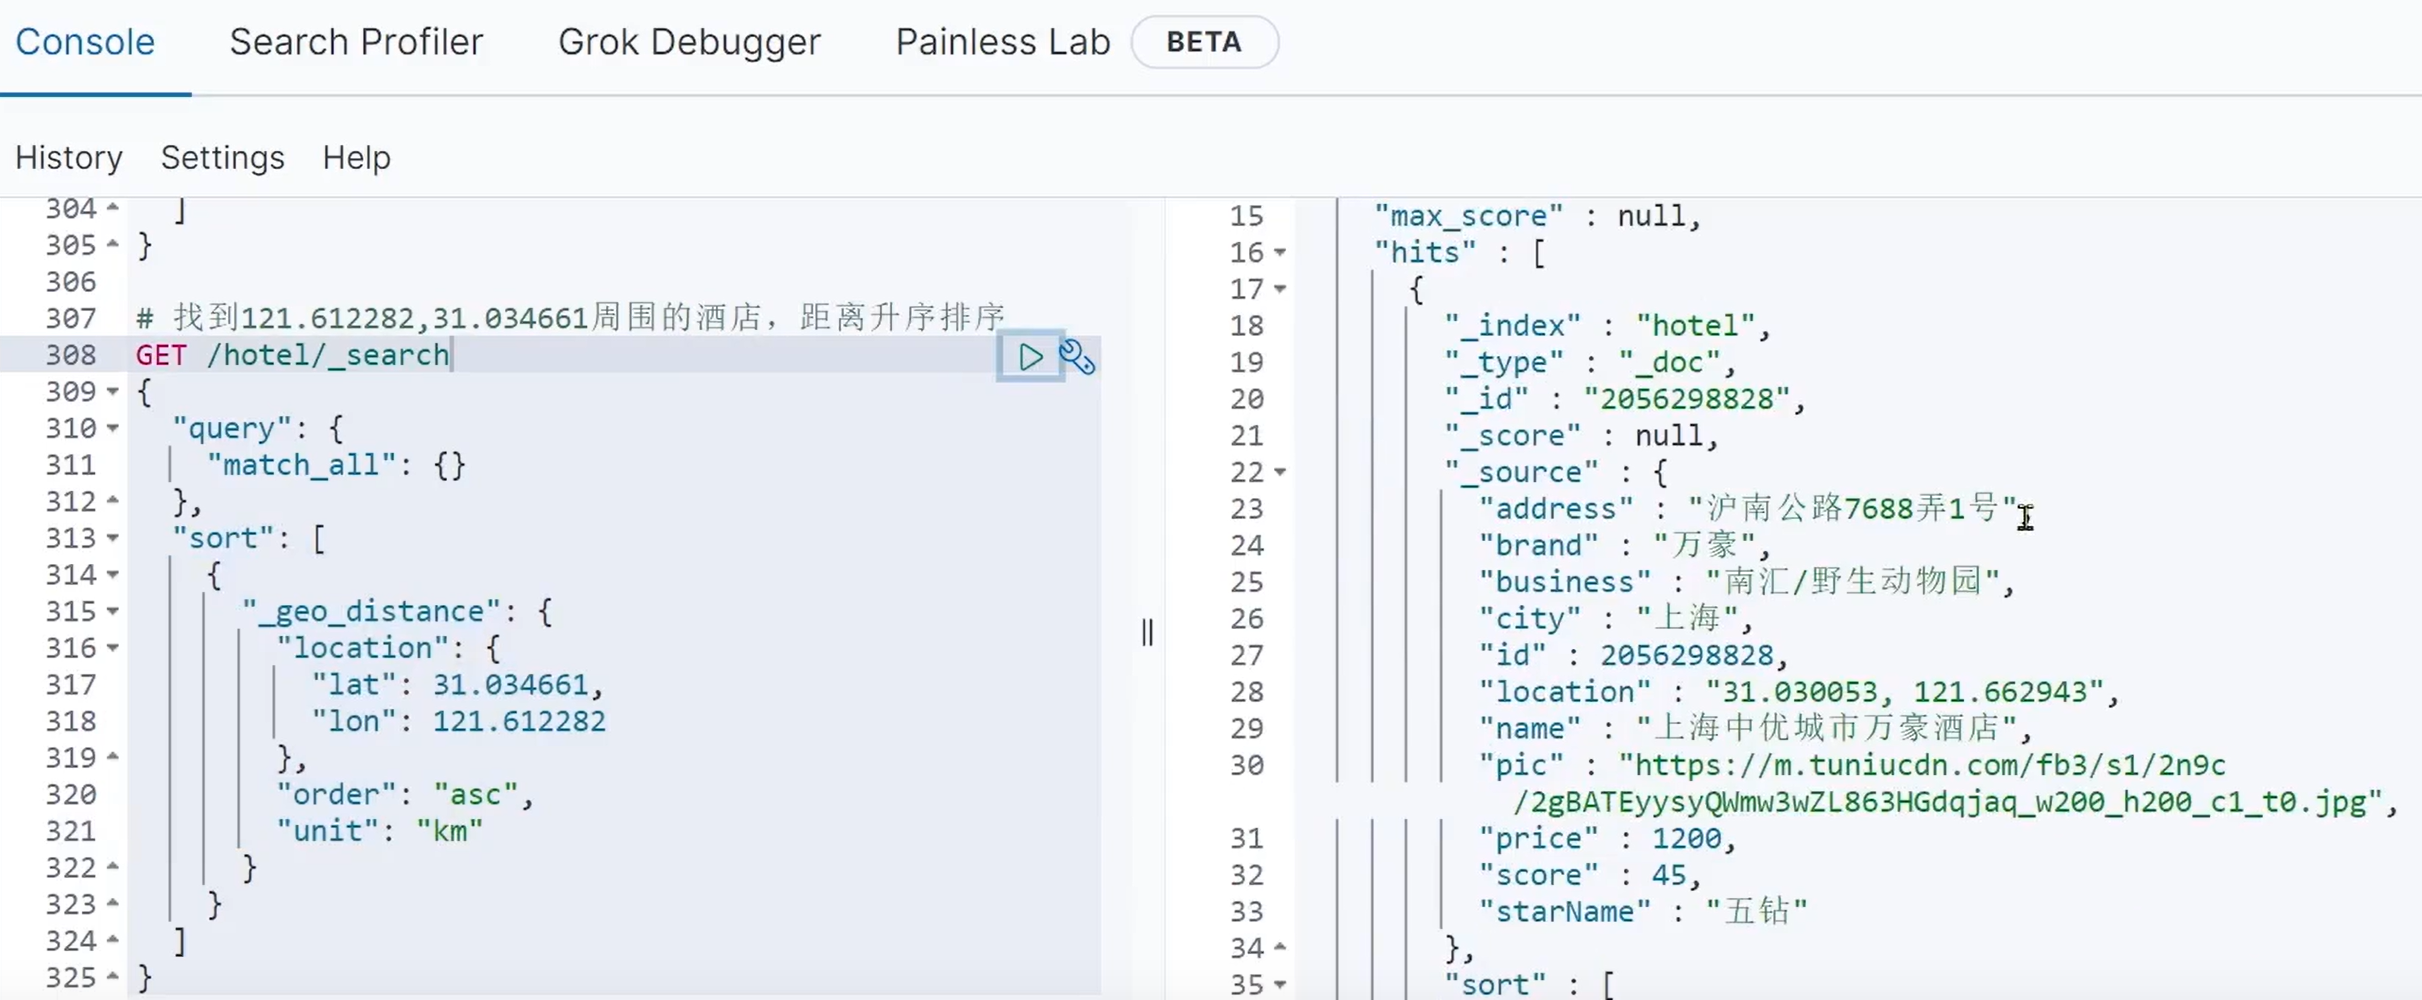 Console Search Profiler Grok Debugger Painless Lab BETA
History Settings Help
304 ]
305 }
306
307 # 找到121.612282,31.034661周围的酒店，距离升序排序
308 GET /hotel/_search
309 {
310 "query": {
311 "match_all": {}
312 },
313 "sort": [
314 {
315 "_geo_distance": {
316 "location": {
317 "lat": 31.034661,
318 "lon": 121.612282
319 },
320 "order": "asc",
321 "unit": "km"
322 }
323 }
324 ]
325 }
15 "max_score" : null,
16 "hits" : [
17 {
18 "_index" : "hotel",
19 "_type" : "_doc",
20 "_id" : "2056298828",
21 "_score" : null,
22 "_source" : {
23 "address" : "沪南公路7688弄1号",
24 "brand" : "万豪",
25 "business" : "南汇/野生动物园",
26 "city" : "上海",
27 "id" : 2056298828,
28 "location" : "31.030053, 121.662943",
29 "name" : "上海中优城市万豪酒店",
30 "pic" : "https://m.tuniucdn.com/fb3/s1/2n9c
/2gBATEyysyQWmw3wZL863HGdqjaq_w200_h200_c1_t0.jpg",
31 "price" : 1200,
32 "score" : 45,
33 "starName" : "五钻"
34 },
35 "sort" : [